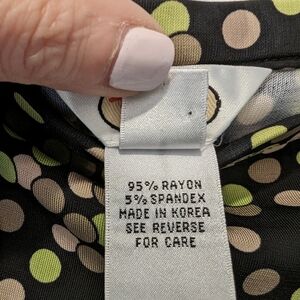 95% RAYON
5% SPANDEX
MADE IN KOREA
SEE REVERSE
FOR CARE